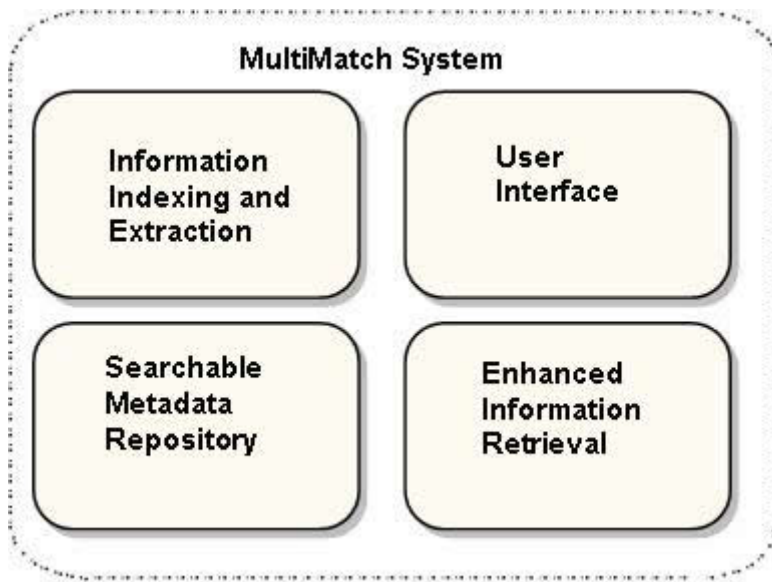 MultiMatch System
Information
Indexing and
Extraction
User
Interface
Searchable
Metadata
Repository
Enhanced
Information
Retrieval